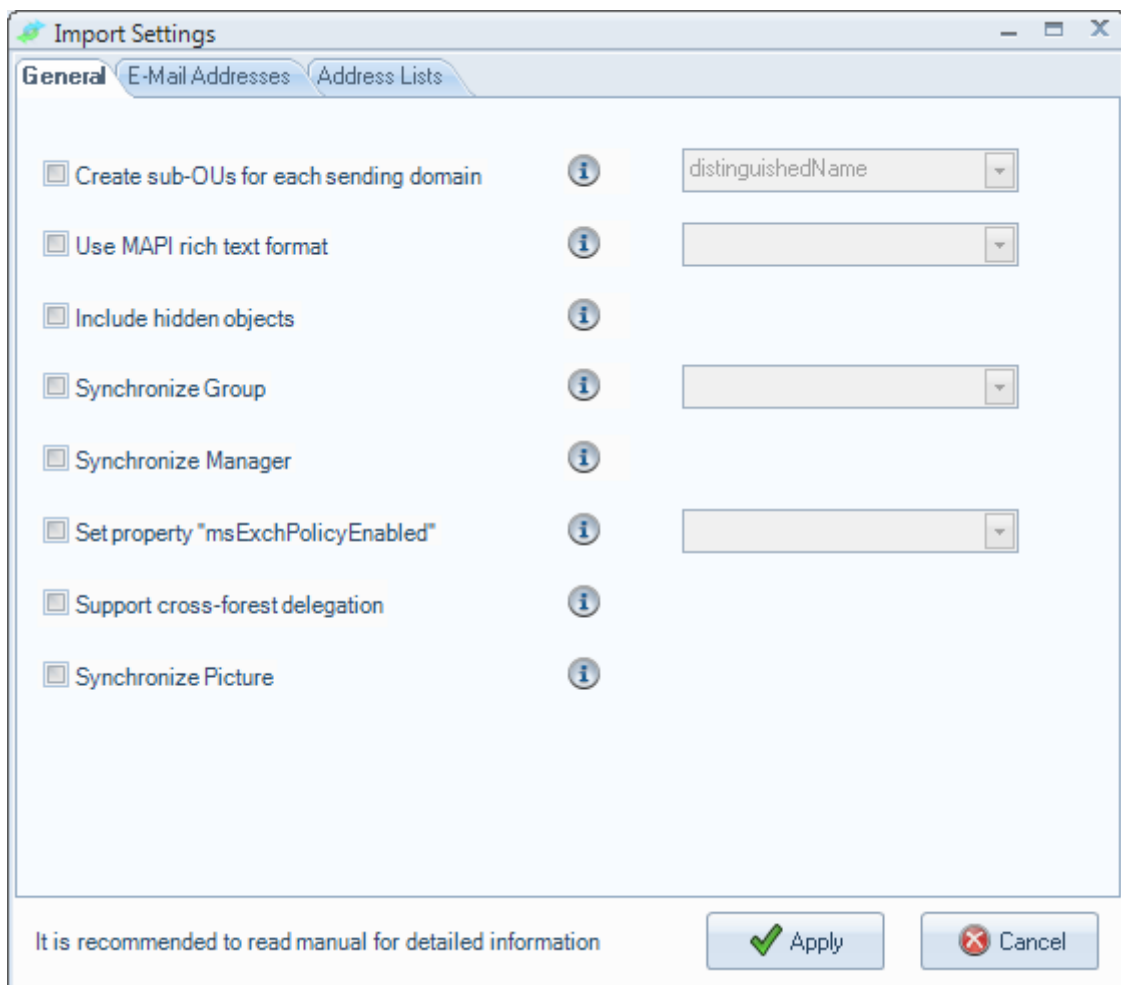 Import Settings
General E-Mail Addresses Address Lists
Create sub-OUs for each sending domain distinguishedName
Use MAPI rich text format
Include hidden objects
Synchronize Group
Synchronize Manager
Set property "msExchPolicyEnabled"
Support cross-forest delegation
Synchronize Picture
It is recommended to read manual for detailed information Apply Cancel